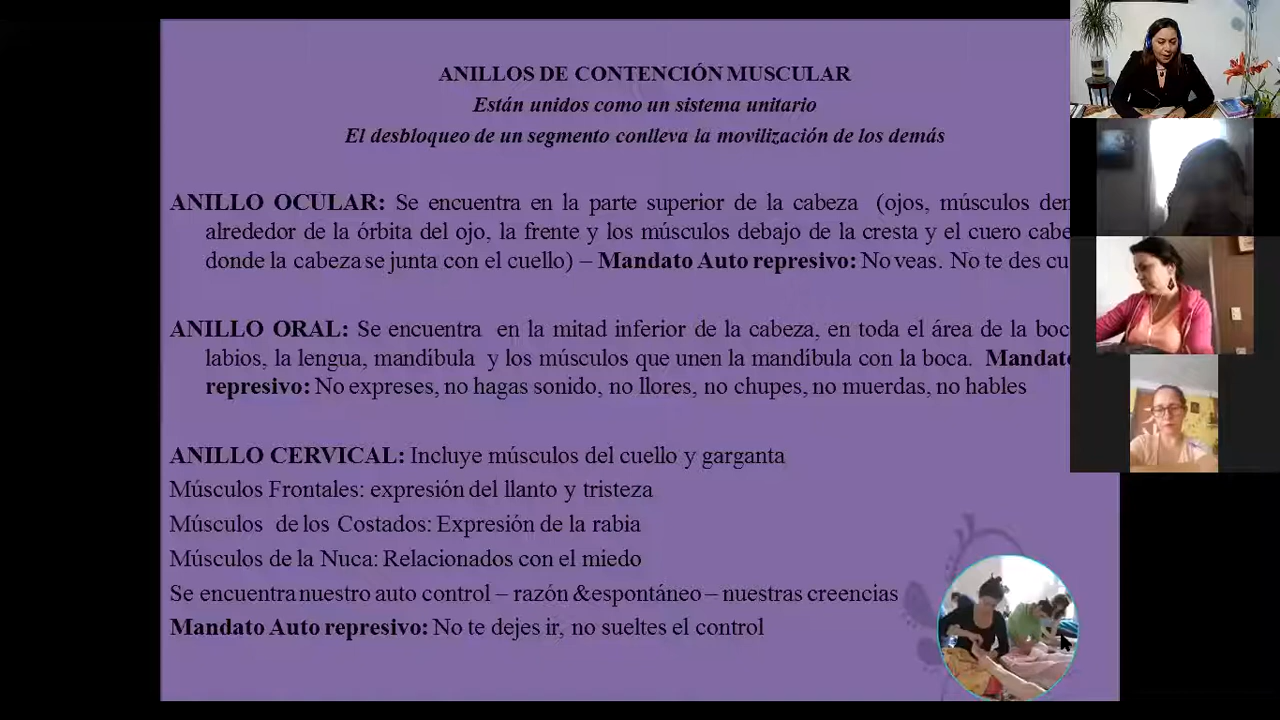 ANILLOS DE CONTENCIÓN MUSCULAR
Están unidos como un sistema unitario
El desbloqueo de un segmento conlleva la movilización de los demás
ANILLO OCULAR: Se encuentra en la parte superior de la cabeza (ojos, músculos
alrededor de la órbita del ojo, la frente y los músculos debajo de la cresta y el cuero
donde la cabeza se junta con el cuello) – Mandato Auto represivo: No veas. No te des
ANILLO ORAL: Se encuentra en la mitad inferior de la cabeza, en toda el área de la
labios, la lengua, mandíbula y los músculos que unen la mandíbula con la boca. Mandato
represivo: No expreses, no hagas sonido, no llores, no chupes, no muerdas, no hables
ANILLO CERVICAL: Incluye músculos del cuello y garganta
Músculos Frontales: expresión del llanto y tristeza
Músculos de los Costados: Expresión de la rabia
Músculos de la Nuca: Relacionados con el miedo
Se encuentra nuestro auto control – razón &espontáneo – nuestras creencias
Mandato Auto represivo: No te dejes ir, no sueltes el control